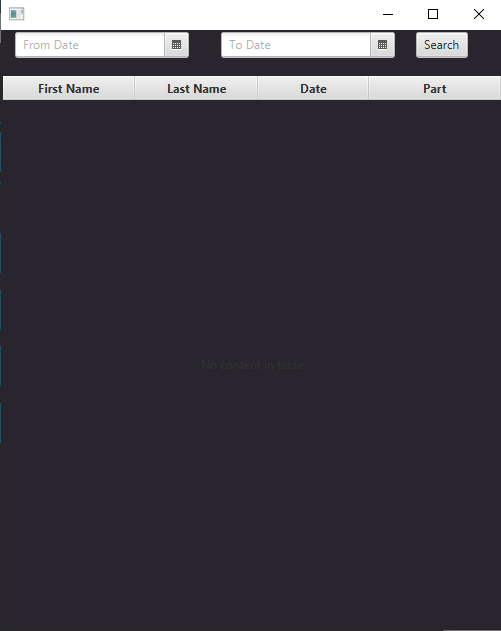 From Date To Date Search
First Name Last Name Date Part
No content in table